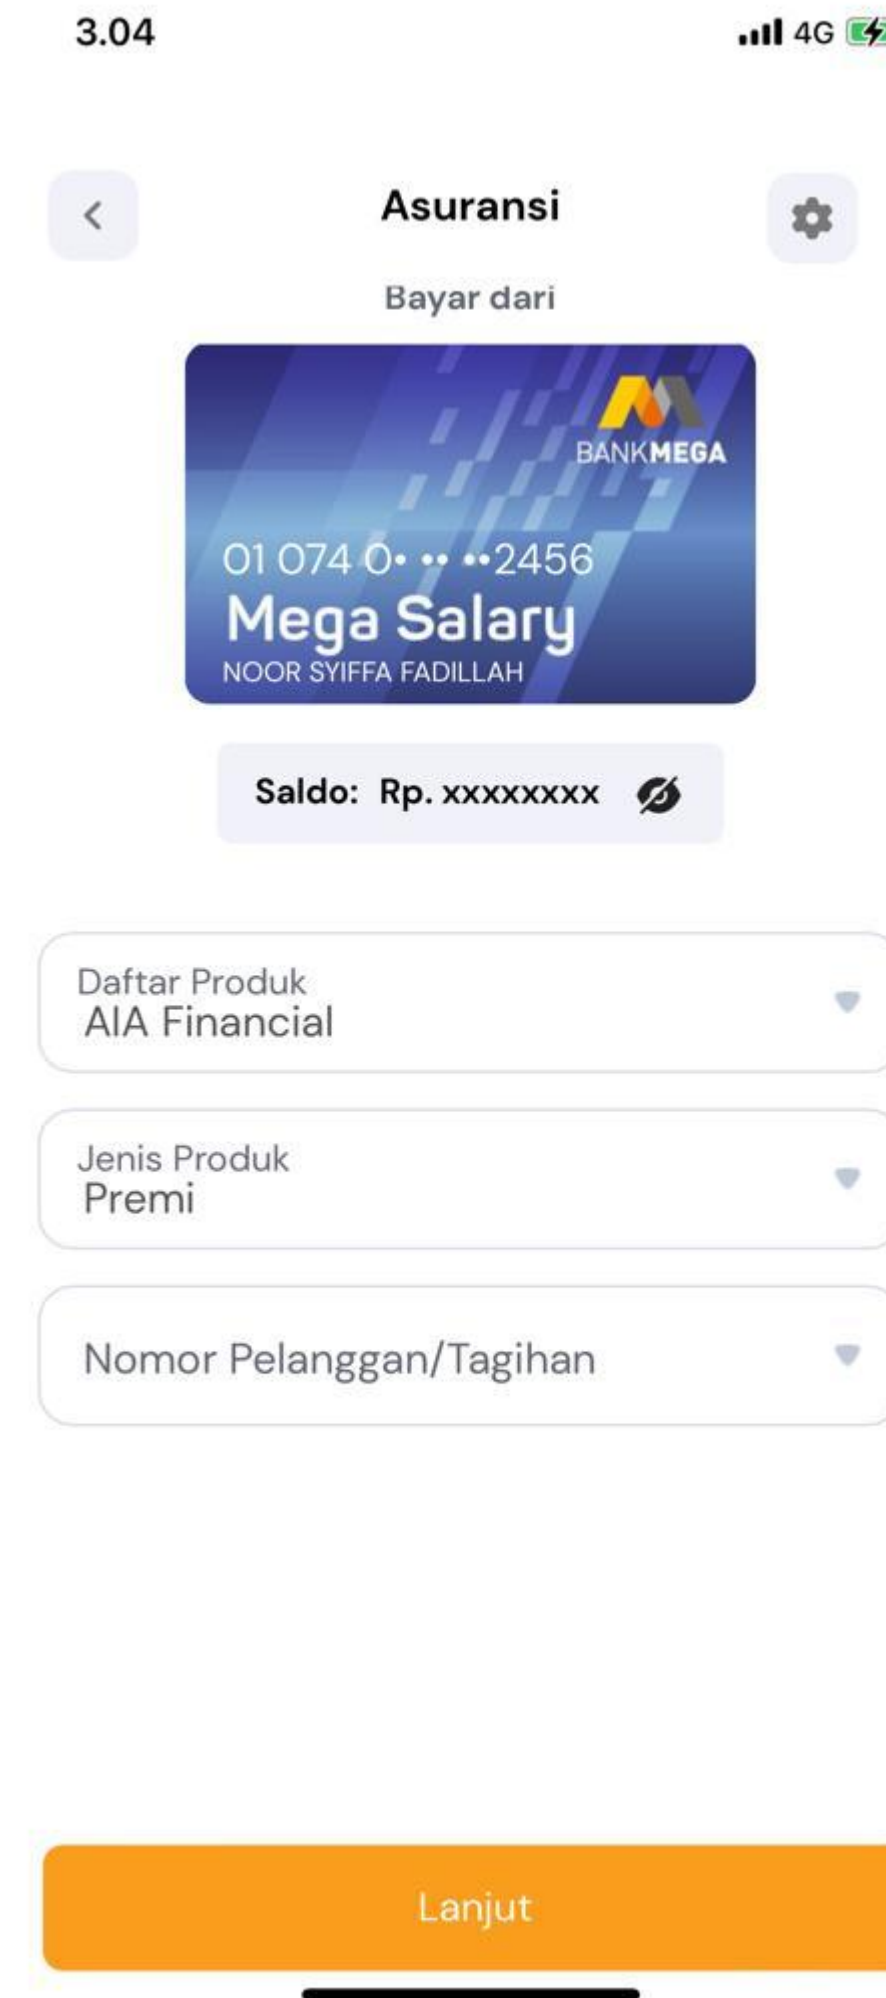 3.04
4G
Asuransi
Bayar dari
BANKMEGA
01 074 0• •• ••2456
Mega Salary
NOOR SYIFFA FADILLAH
Saldo: Rp. xxxxxxxx
Daftar Produk
AIA Financial
Jenis Produk
Premi
Nomor Pelanggan/Tagihan
Lanjut